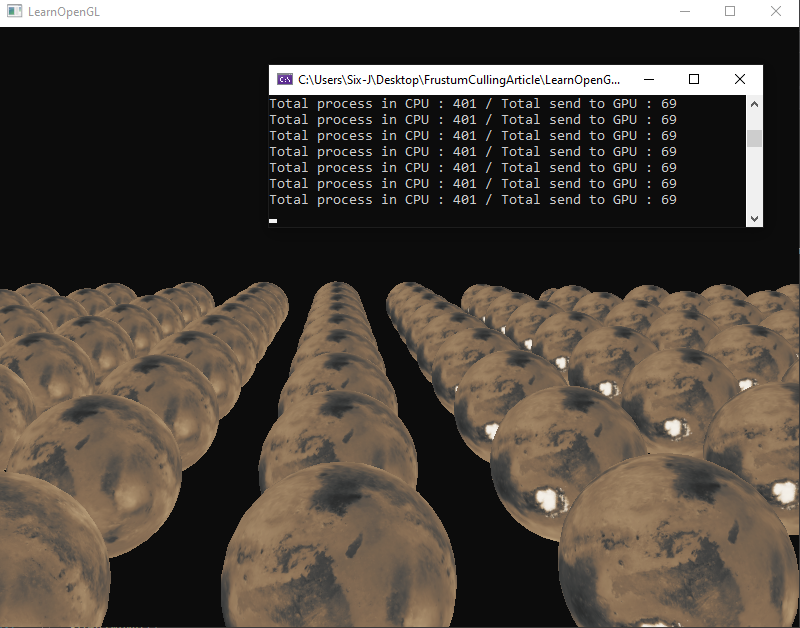 LearnOpenGL
C:\Users\Six-J\Desktop\FrustumCullingArticle\LearnOpenG...
Total process in CPU : 401 / Total send to GPU : 69
Total process in CPU : 401 / Total send to GPU : 69
Total process in CPU : 401 / Total send to GPU : 69
Total process in CPU : 401 / Total send to GPU : 69
Total process in CPU : 401 / Total send to GPU : 69
Total process in CPU : 401 / Total send to GPU : 69
Total process in CPU : 401 / Total send to GPU : 69